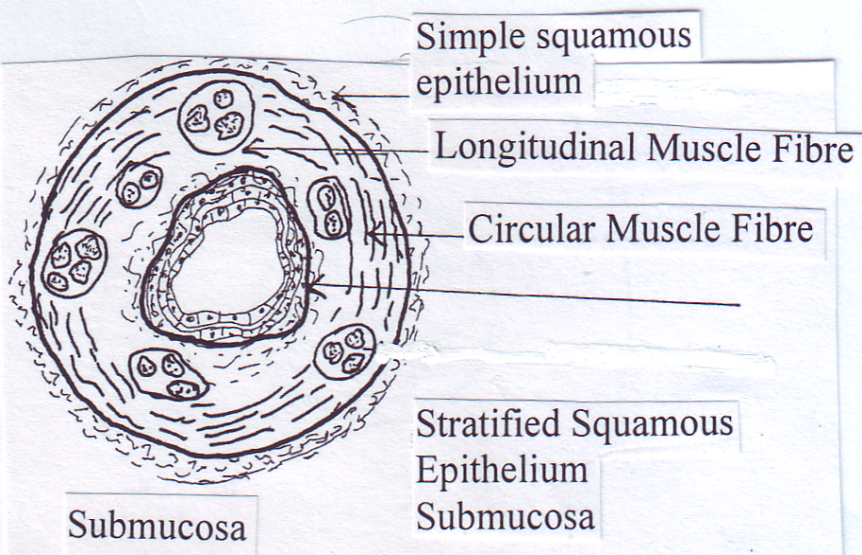 Simple squamous
epithelium
Longitudinal Muscle Fibre
Circular Muscle Fibre
Stratified Squamous
Epithelium
Submucosa
Submucosa